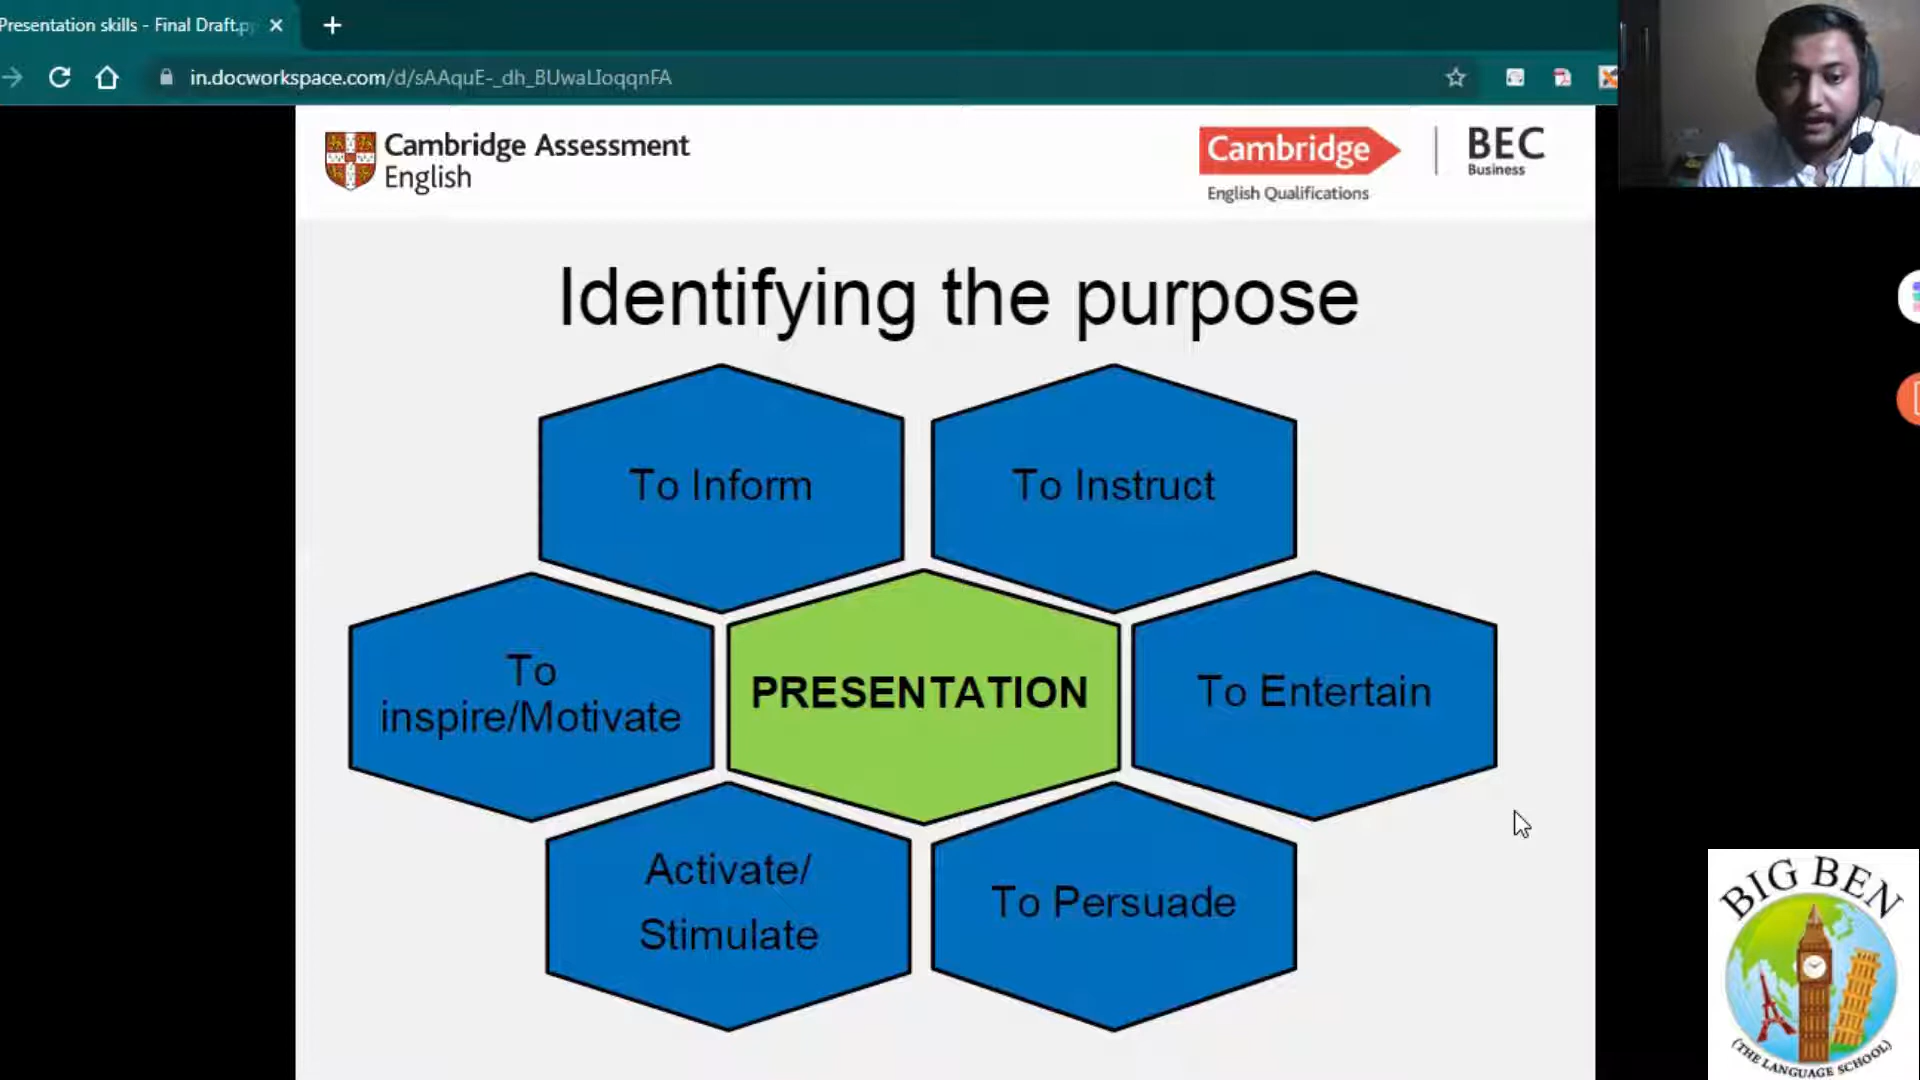 Presentation skills - Final Draft.pp
in.docworkspace.com/d/sAAquE-_dh_BUwaLIoqqnFA
Cambridge Assessment
English
Cambridge
English Qualifications
BEC
Business
Identifying the purpose
To Inform
To Instruct
To
inspire/Motivate
PRESENTATION
To Entertain
Activate/
Stimulate
To Persuade
BIG BEN
(THE LANGUAGE SCHOOL)